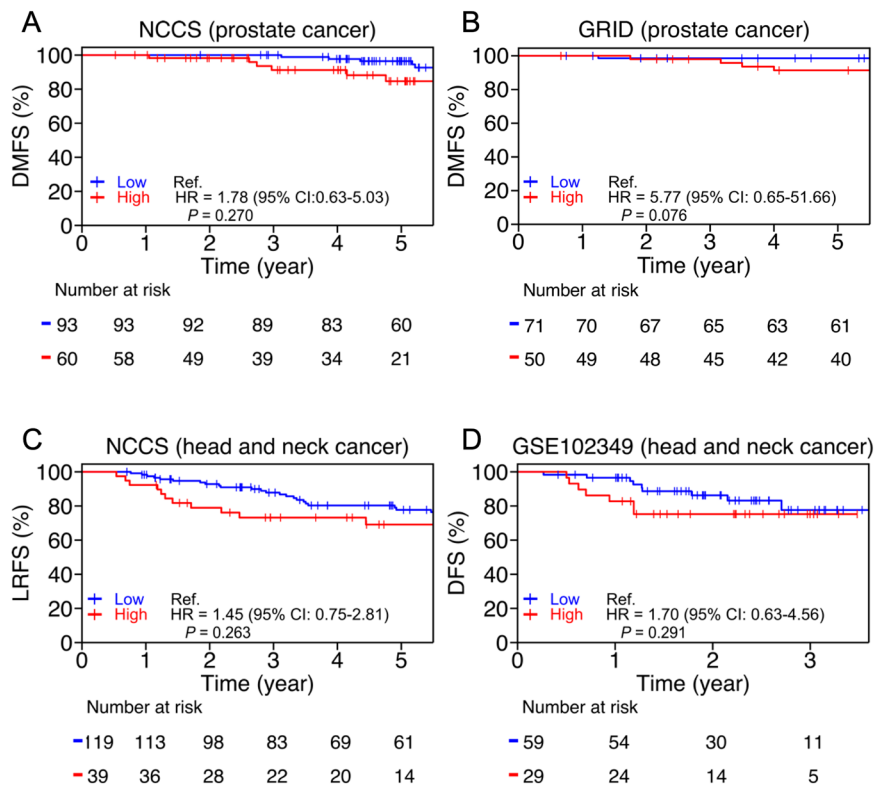 A
NCCS (prostate cancer)
DMFS (%)
100
80
60
40
20
0
Low Ref.
High HR = 1.78 (95% CI:0.63-5.03)
P = 0.270
0 1 2 3 4 5
Time (year)
Number at risk
93 93 92 89 83 60
60 58 49 39 34 21
B
GRID (prostate cancer)
DMFS (%)
100
80
60
40
20
0
Low Ref.
High HR = 5.77 (95% CI: 0.65-51.66)
P = 0.076
0 1 2 3 4 5
Time (year)
Number at risk
71 70 67 65 63 61
50 49 48 45 42 40
C
NCCS (head and neck cancer)
LRFS (%)
100
80
60
40
20
0
Low Ref.
High HR = 1.45 (95% CI: 0.75-2.81)
P = 0.263
0 1 2 3 4 5
Time (year)
Number at risk
119 113 98 83 69 61
39 36 28 22 20 14
D
GSE102349 (head and neck cancer)
DFS (%)
100
80
60
40
20
0
Low Ref.
High HR = 1.70 (95% CI: 0.63-4.56)
P = 0.291
0 1 2 3
Time (year)
Number at risk
59 54 30 11
29 24 14 5